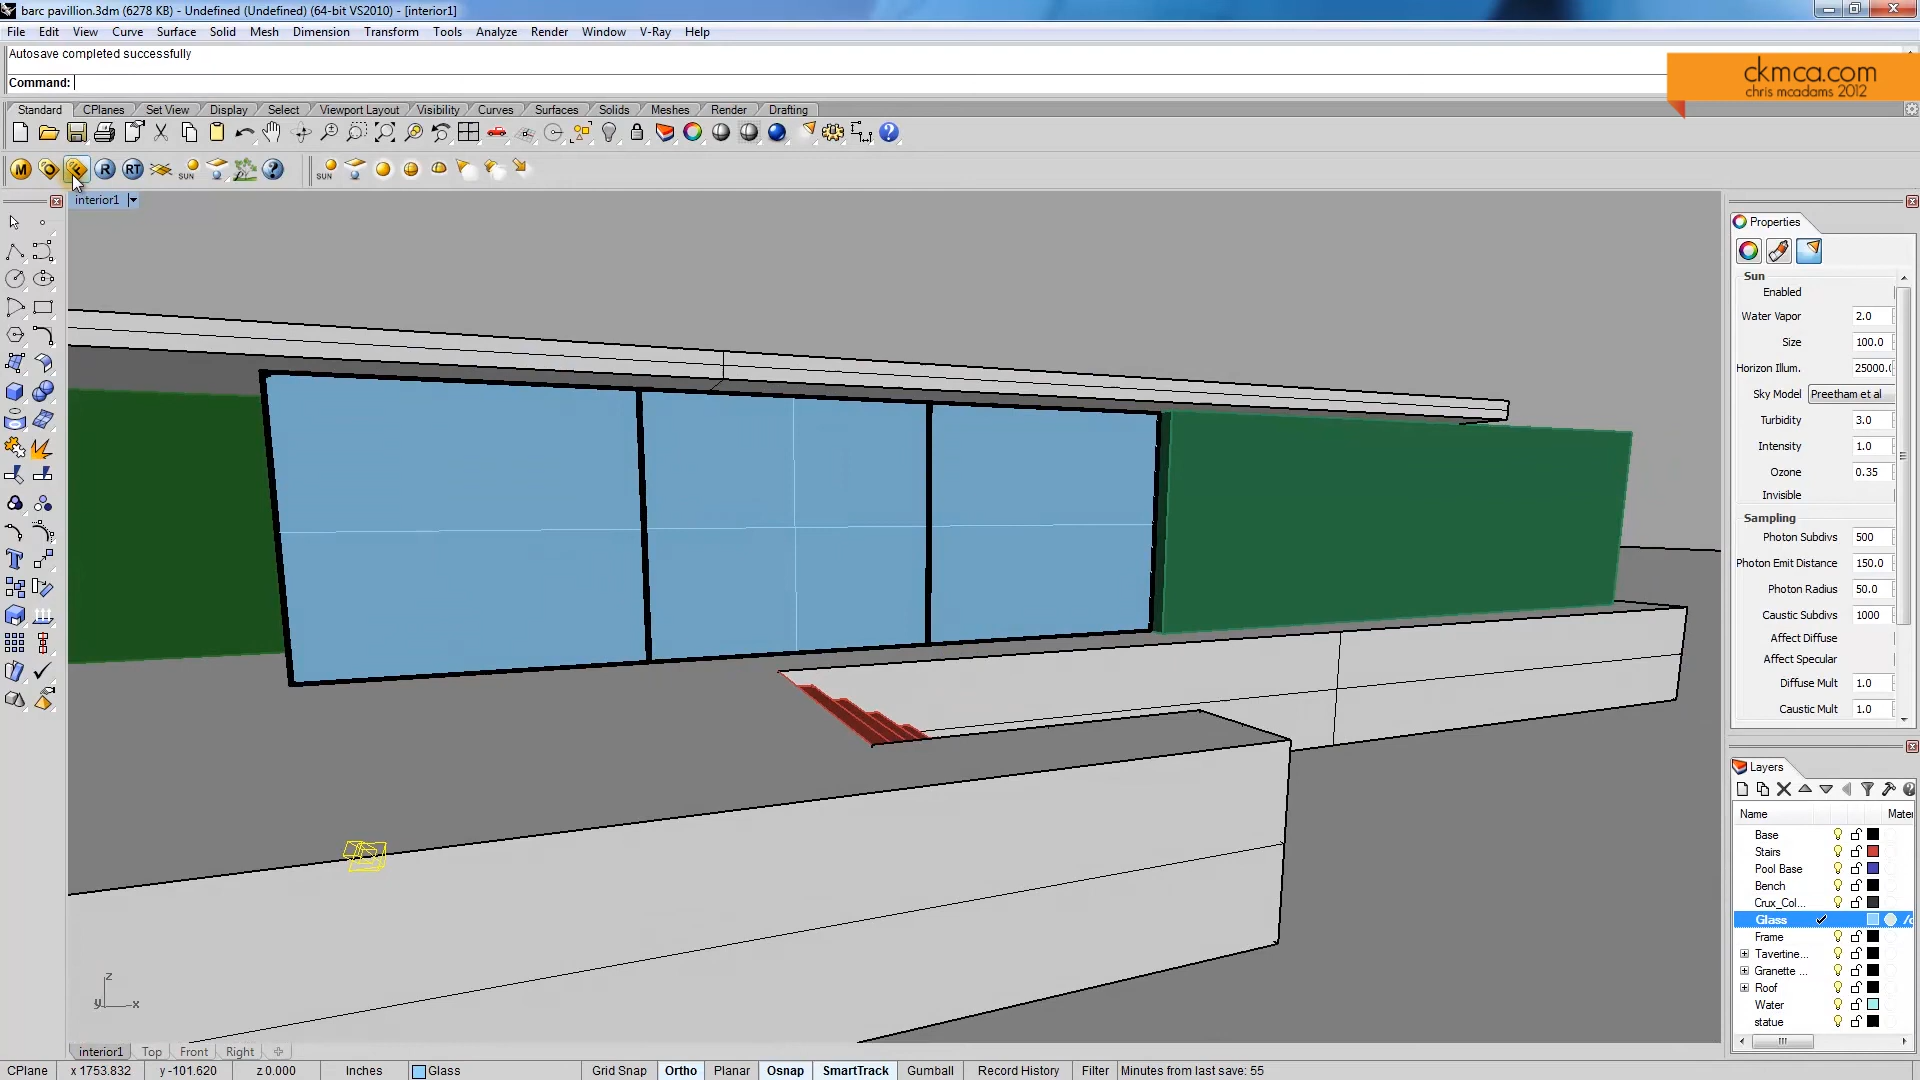 barc pavillion.3dm (6278 KB) - Undefined (Undefined) (64-bit VS2010) - [interior1]
File Edit View Curve Surface Solid Mesh Dimension Transform Tools Analyze Render Window V-Ray Help
Autosave completed successfully
Command:
ckmca.com
chris mcadams 2012
Standard CPlanes Set View Display Select Viewport Layout Visibility Curves Surfaces Solids Meshes Render Drafting
M O R RT SUN SUN
interior1
Properties
Sun
Enabled
Water Vapor 2.0
Size 100.0
Horizon Illum. 25000.(
Sky Model Preetham et al
Turbidity 3.0
Intensity 1.0
Ozone 0.35
Invisible
Sampling
Photon Subdivs 500
Photon Emit Distance 150.0
Photon Radius 50.0
Caustic Subdivs 1000
Affect Diffuse
Affect Specular
Diffuse Mult 1.0
Caustic Mult 1.0
Layers
Name Mater
Base
Stairs
Pool Base
Bench
Crux_Col...
Glass
Frame
Tavertine...
Granette ...
Roof
Water
statue
z
y x
interior1 Top Front Right
CPlane x 1753.832 y -101.620 z 0.000 Inches Glass Grid Snap Ortho Planar Osnap SmartTrack Gumball Record History Filter Minutes from last save: 55